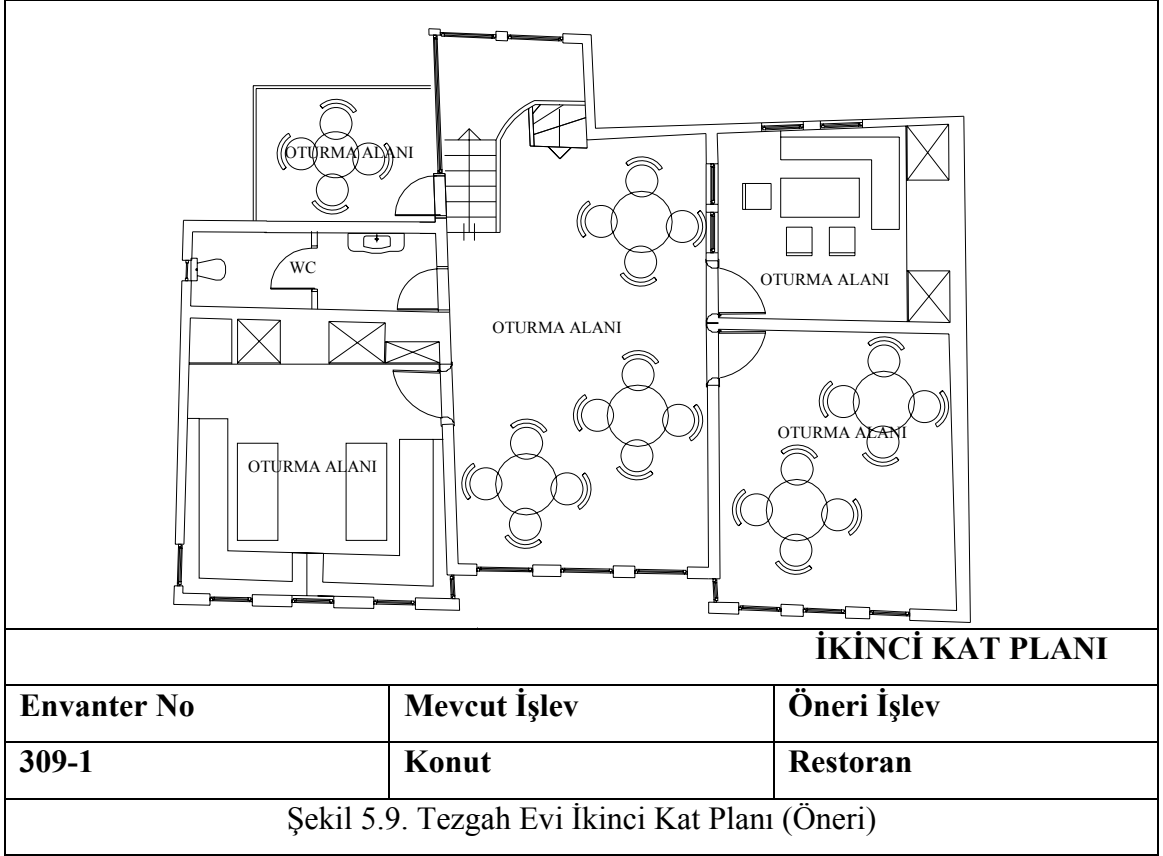 OTURMA ALANI
WC
OTURMA ALANI
OTURMA ALANI
OTURMA ALANI
OTURMA ALANI
İKİNCİ KAT PLANI
Envanter No Mevcut İşlev Öneri İşlev
309-1 Konut Restoran
Şekil 5.9. Tezgah Evi İkinci Kat Planı (Öneri)